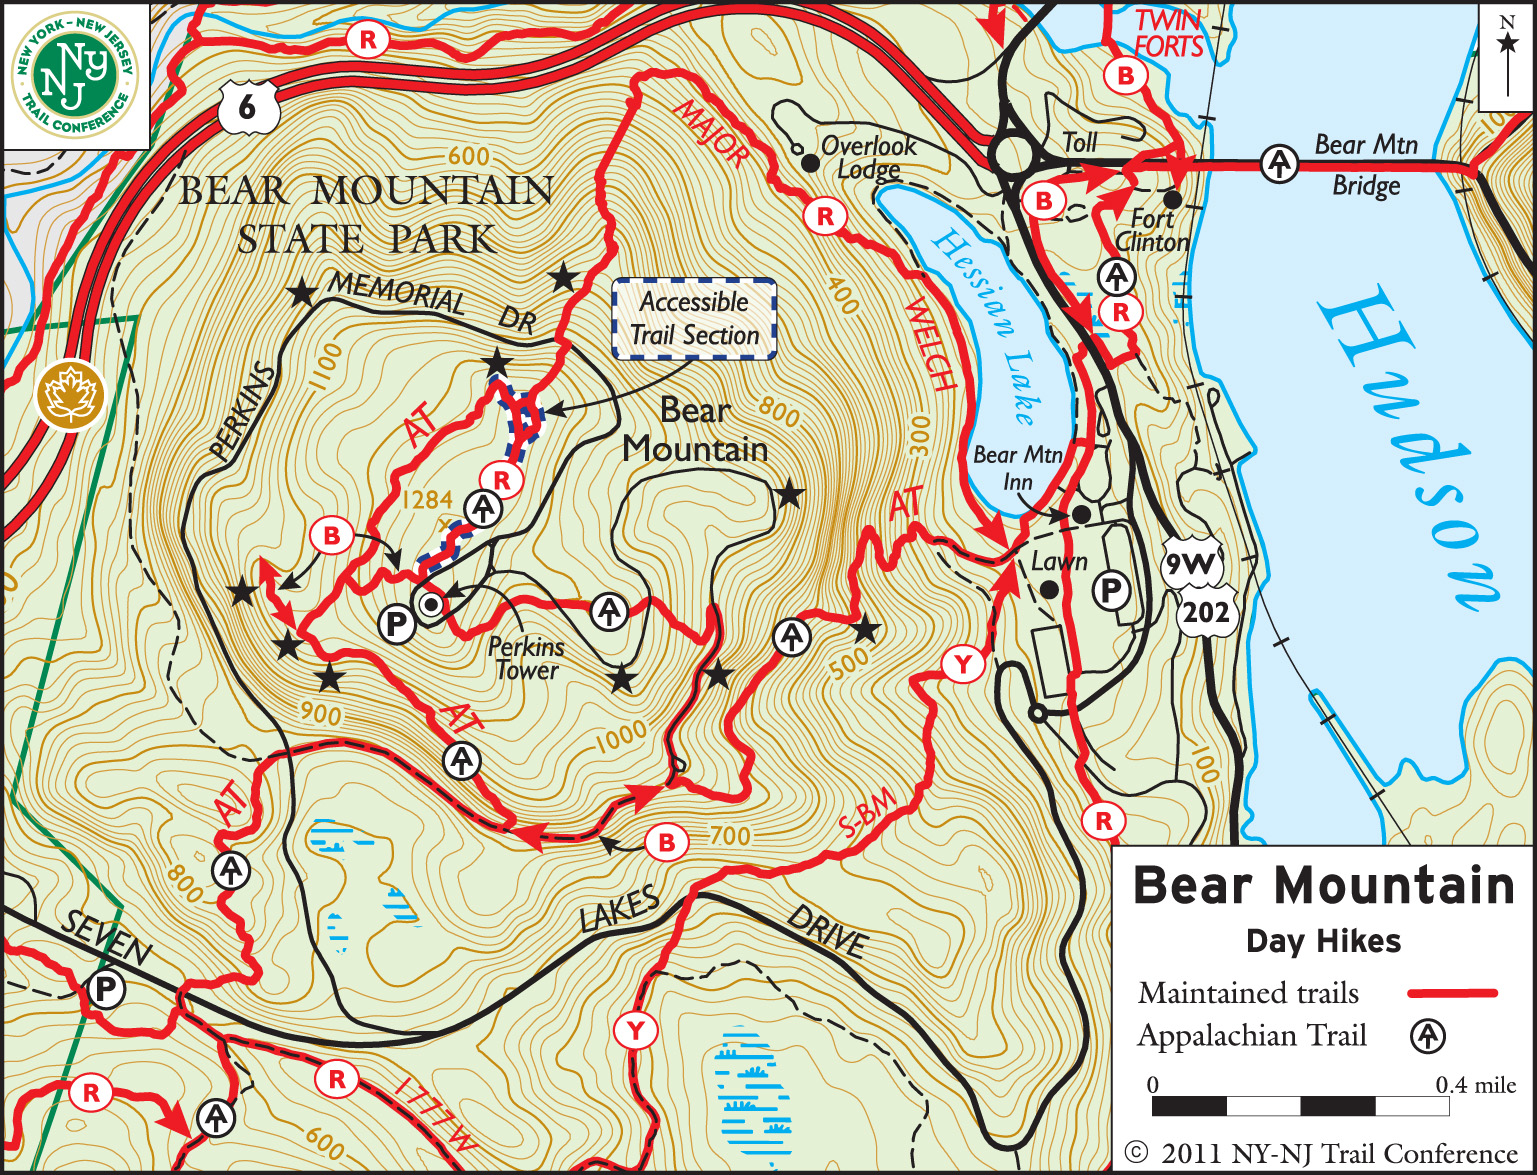 NEW YORK – NEW JERSEY
NY
NJ
TRAIL CONFERENCE
R
6
TWIN
FORTS
B
N
MAJOR
Overlook
Lodge
Toll
Bear Mtn
Bridge
600
BEAR MOUNTAIN
STATE PARK
B
R
Fort
Clinton
Hessian Lake
Hudson
MEMORIAL DR
PERKINS
Accessible
Trail Section
400
R
WELCH
1100
AT
Bear
Mountain
800
300
Bear Mtn
Inn
R
1284
AT
B
Lawn
P
9W
202
P
Perkins
Tower
500
Y
900
AT
1000
100
AT
S-BM
R
700
B
800
SEVEN
LAKES
DRIVE
P
Y
R
R
1777W
600
100
Bear Mountain
Day Hikes
Maintained trails
Appalachian Trail
0
0.4 mile
© 2011 NY-NJ Trail Conference